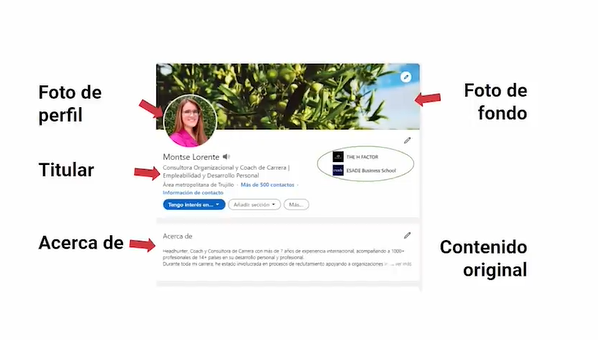 Foto de
perfil
Foto de
fondo
Titular
Acerca de
Contenido
original
Montse Lorente
Consultora Organizacional y Coach de Carrera |
Empleabilidad y Desarrollo Personal
Área metropolitana de Trujillo · Más de 500 contactos ·
Información de contacto
Tengo interés en...
Añadir sección
Más...
THE H FACTOR
ESADE Business School
Acerca de
Headhunter, Coach y Consultora de Carrera con más de 7 años de experiencia internacional, acompañando a 1000+
profesionales de 14+ países en su desarrollo personal y profesional.
Durante toda mi carrera, he estado involucrada en procesos de reclutamiento apoyando a organizaciones ... ver más